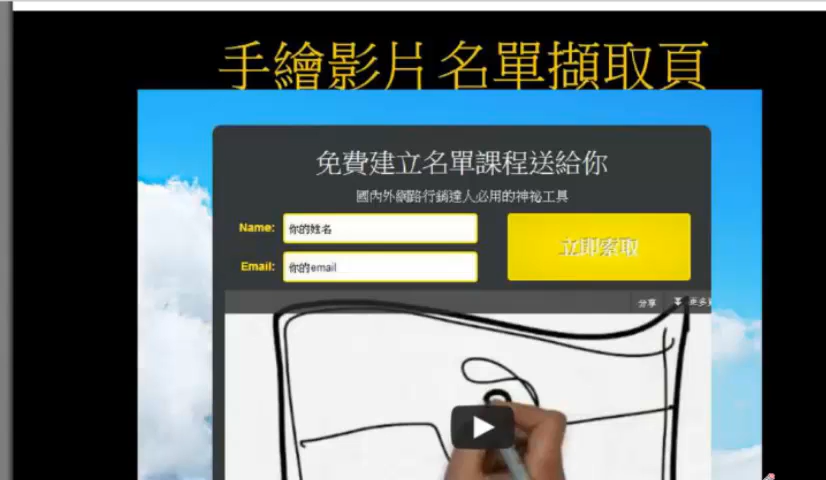 手繪影片名單擷取頁
免費建立名單課程送給你
國內外網路行銷達人必用的神祕工具
Name:
你的姓名
Email:
你的email
立即索取
分享